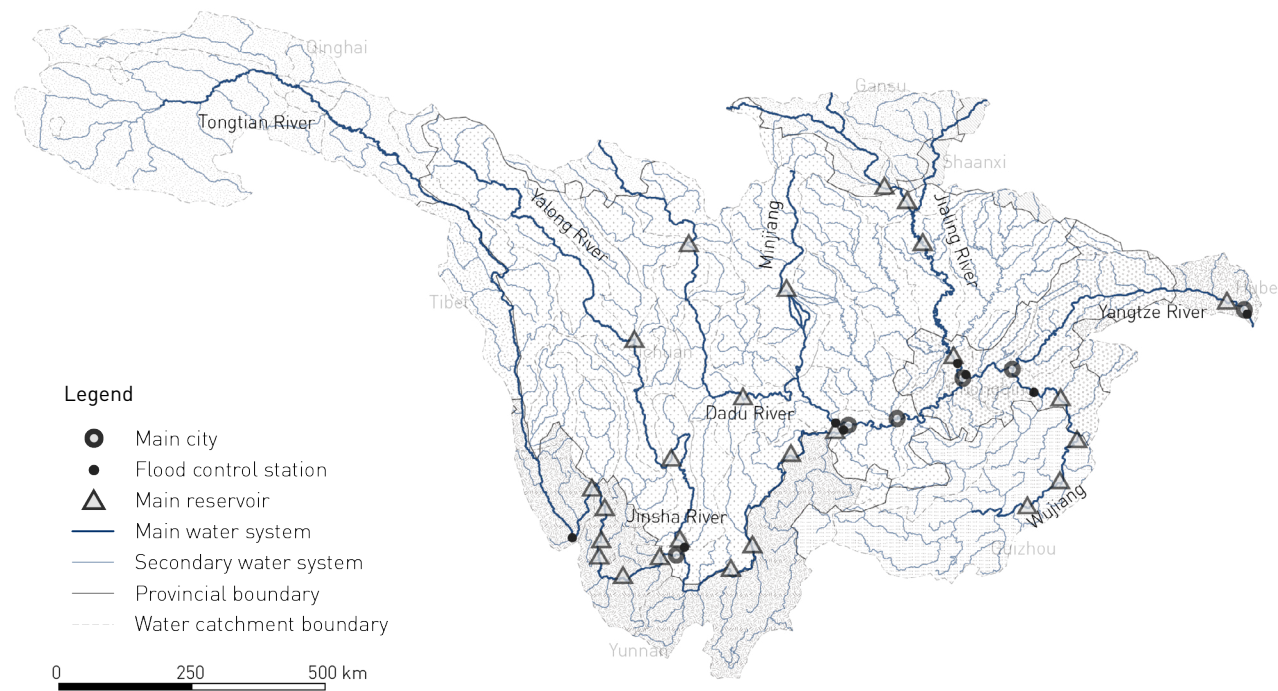 Qinghai
Gansu
Tongtian River
Shaanxi
Yalong River
Minjiang
Jialing River
Tibet
Hube
Yangtze River
chuan
Dadu River
Legend
Main city
Flood control station
Main reservoir
Main water system
Secondary water system
Provincial boundary
Water catchment boundary
Jinsha River
Wujiang
Guizhou
Yunnan
0 250 500 km